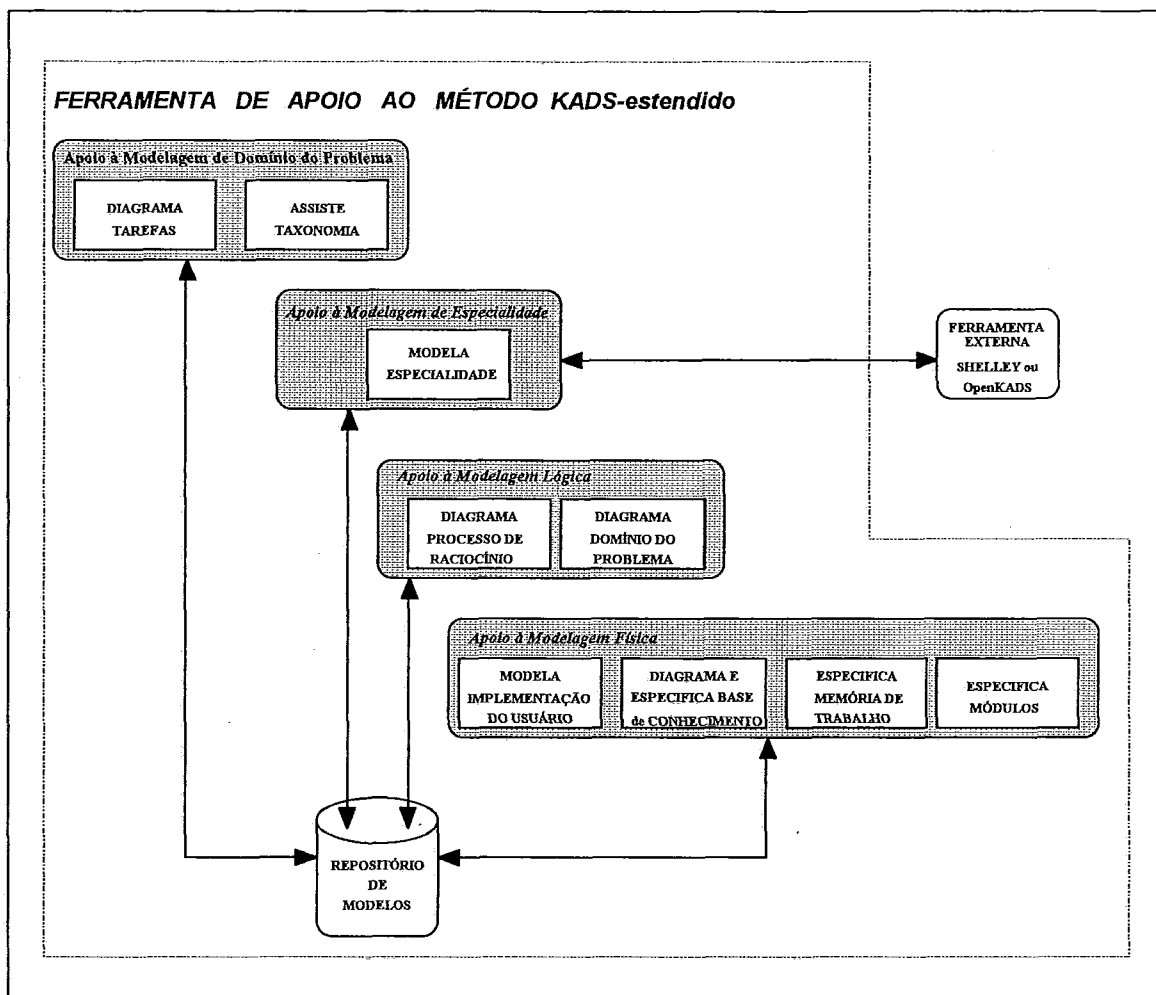 FERRAMENTA DE APOIO AO MÉTODO KADS-estendido
Apoio à Modelagem de Domínio do Problema
DIAGRAMA
TAREFAS
ASSISTE
TAXONOMIA
Apoio à Modelagem de Especialidade
MODELA
ESPECIALIDADE
FERRAMENTA
EXTERNA
SHELLEY ou
OpenKADS
Apoio à Modelagem Lógica
DIAGRAMA
PROCESSO DE
RACIOCÍNIO
DIAGRAMA
DOMÍNIO DO
PROBLEMA
Apoio à Modelagem Física
MODELA
IMPLEMENTAÇÃO
DO USUÁRIO
DIAGRAMA E
ESPECIFICA BASE
de CONHECIMENTO
ESPECIFICA
MEMÓRIA DE
TRABALHO
ESPECIFICA
MÓDULOS
REPOSITÓRIO
DE
MODELOS